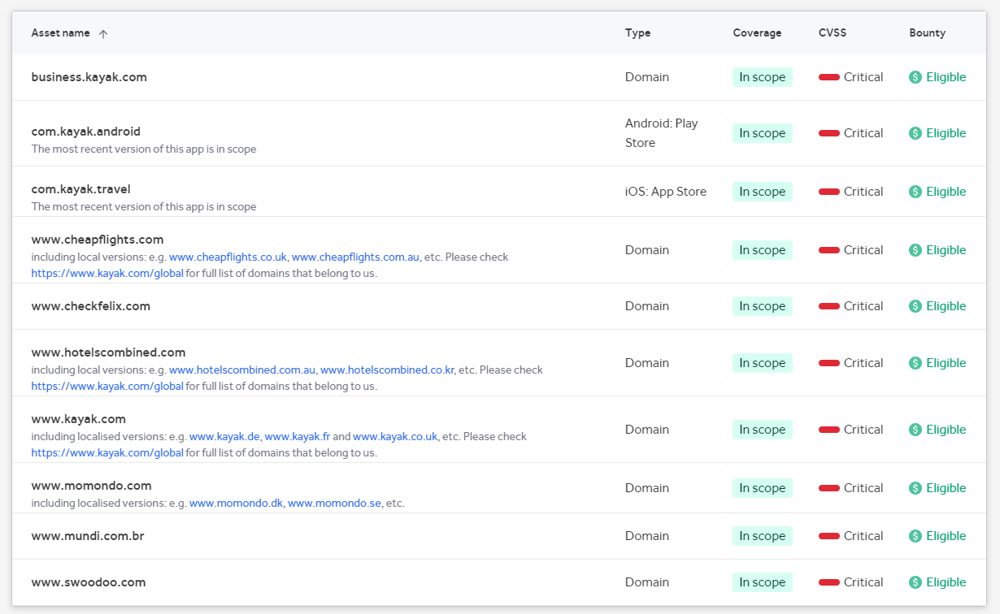 Asset name ↑ Type Coverage CVSS Bounty
business.kayak.com Domain In scope Critical Eligible
com.kayak.android Android: Play Store In scope Critical Eligible
The most recent version of this app is in scope
com.kayak.travel iOS: App Store In scope Critical Eligible
The most recent version of this app is in scope
www.cheapflights.com Domain In scope Critical Eligible
including local versions: e.g. www.cheapflights.co.uk, www.cheapflights.com.au, etc. Please check
https://www.kayak.com/global for full list of domains that belong to us.
www.checkfelix.com Domain In scope Critical Eligible
www.hotelscombined.com Domain In scope Critical Eligible
including local versions: e.g. www.hotelscombined.com.au, www.hotelscombined.co.kr, etc. Please check
https://www.kayak.com/global for full list of domains that belong to us.
www.kayak.com Domain In scope Critical Eligible
including localised versions: e.g. www.kayak.de, www.kayak.fr and www.kayak.co.uk, etc. Please check
https://www.kayak.com/global for full list of domains that belong to us.
www.momondo.com Domain In scope Critical Eligible
including localised versions: e.g. www.momondo.dk, www.momondo.se, etc.
www.mundi.com.br Domain In scope Critical Eligible
www.swoodoo.com Domain In scope Critical Eligible